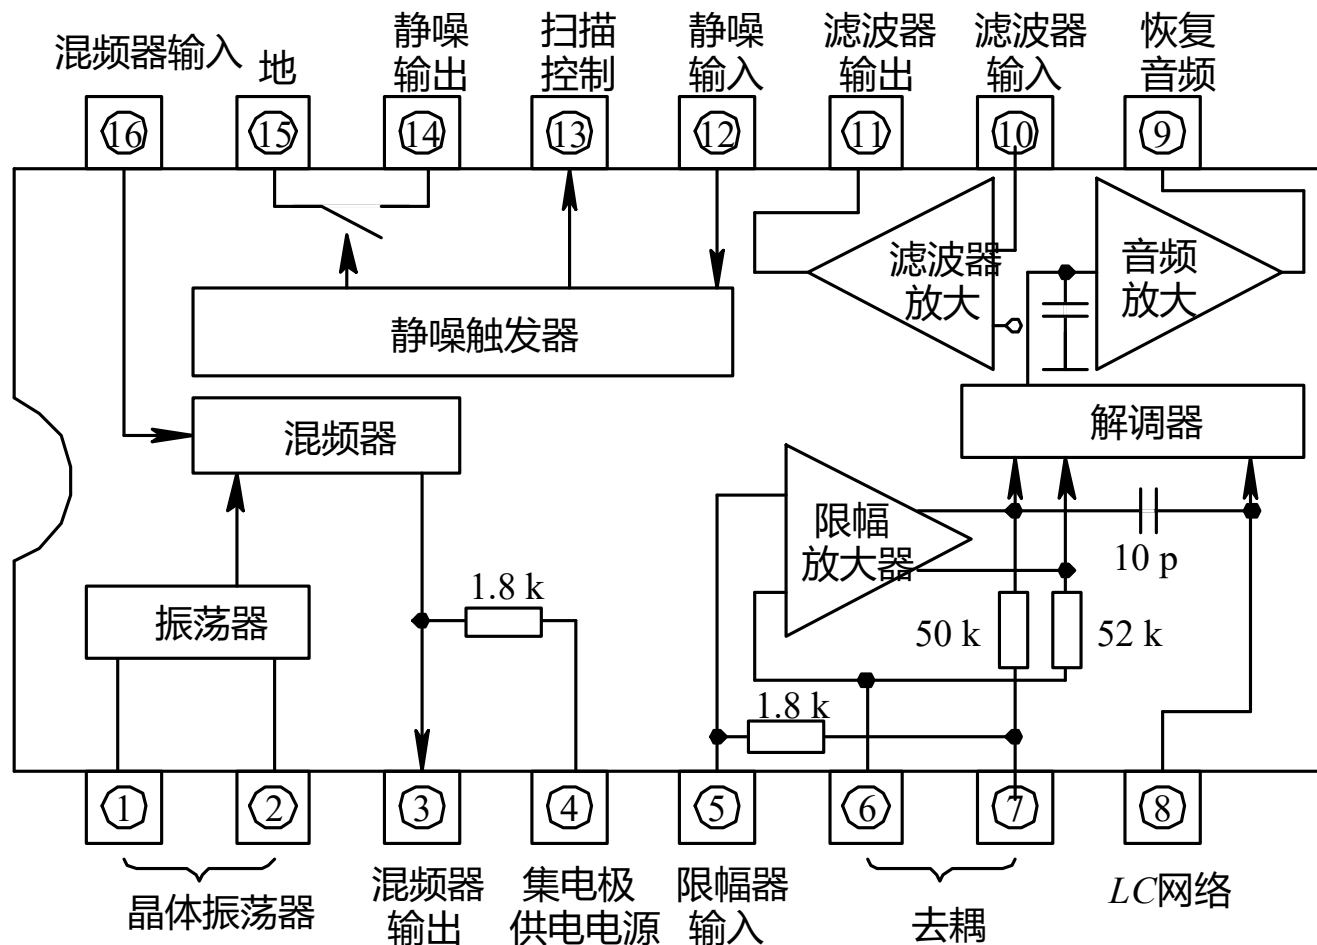 混频器输入
地
静噪
输出
扫描
控制
静噪
输入
滤波器
输出
滤波器
输入
恢复
音频
16
15
14
13
12
11
10
9
滤波器
放大
音频
放大
静噪触发器
混频器
解调器
限幅
放大器
10 p
振荡器
1.8 k
50 k
52 k
1.8 k
1
2
3
4
5
6
7
8
晶体振荡器
混频器
输出
集电极
供电电源
限幅器
输入
去耦
LC网络